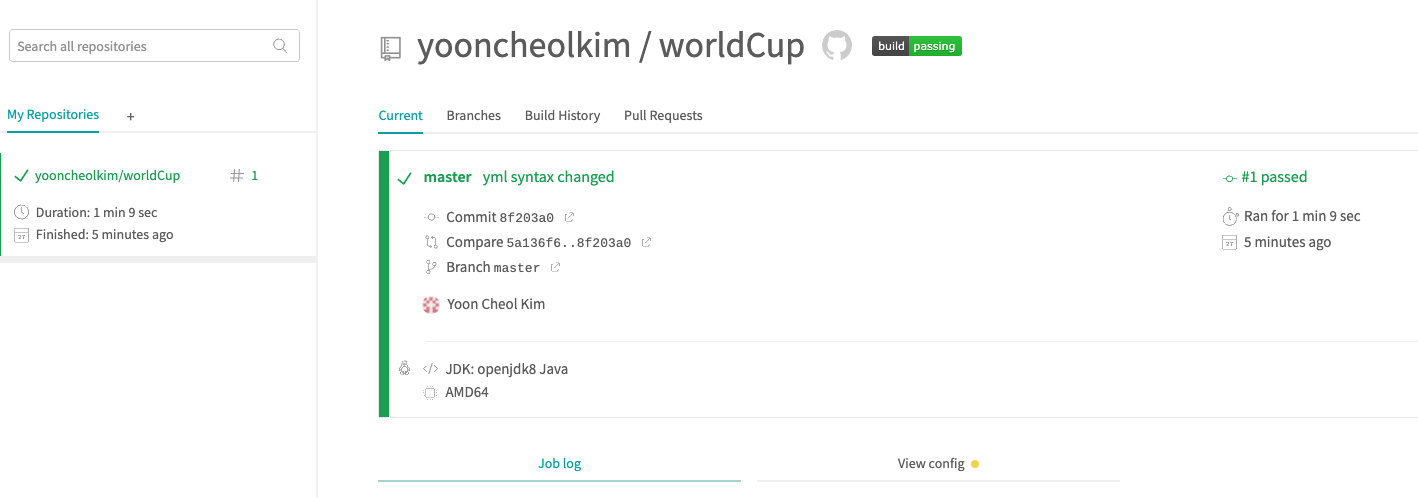 Search all repositories
My Repositories +
yooncheolkim/worldCup # 1
Duration: 1 min 9 sec
Finished: 5 minutes ago
yooncheolkim / worldCup build passing
Current Branches Build History Pull Requests
master yml syntax changed
Commit 8f203a0
Compare 5a136f6..8f203a0
Branch master
Yoon Cheol Kim
#1 passed
Ran for 1 min 9 sec
5 minutes ago
JDK: openjdk8 Java
AMD64
Job log View config